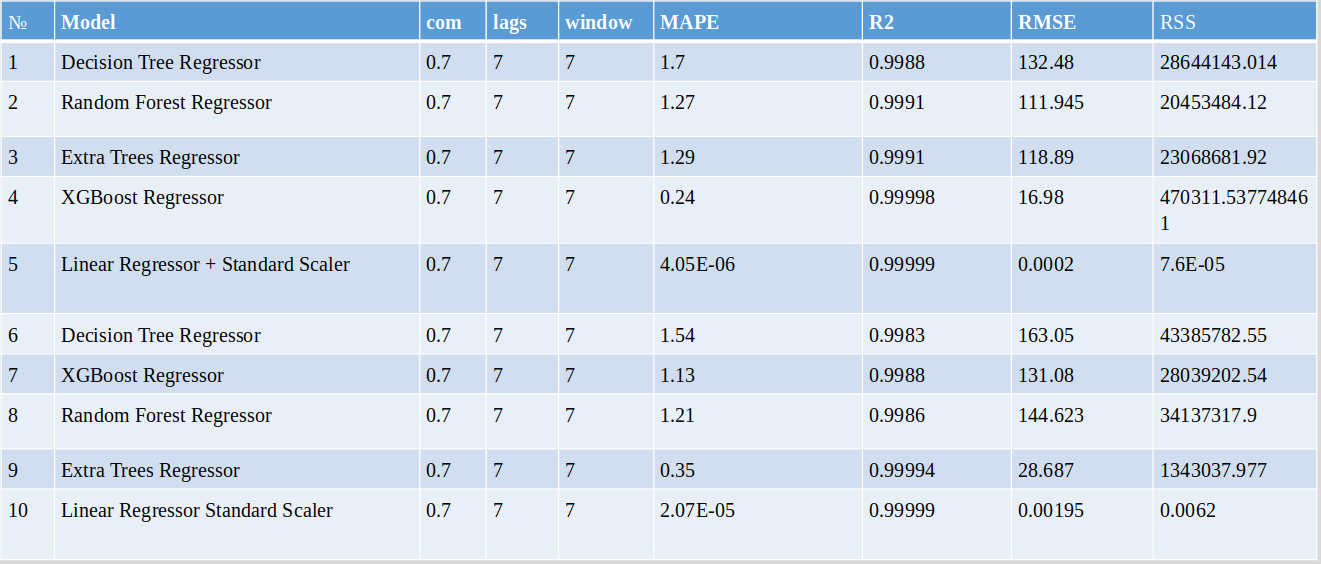 № Model com lags window MAPE R2 RMSE RSS
1 Decision Tree Regressor 0.7 7 7 1.7 0.9988 132.48 28644143.014
2 Random Forest Regressor 0.7 7 7 1.27 0.9991 111.945 20453484.12
3 Extra Trees Regressor 0.7 7 7 1.29 0.9991 118.89 23068681.92
4 XGBoost Regressor 0.7 7 7 0.24 0.99998 16.98 470311.53774846
1
5 Linear Regressor + Standard Scaler 0.7 7 7 4.05E-06 0.99999 0.0002 7.6E-05
6 Decision Tree Regressor 0.7 7 7 1.54 0.9983 163.05 43385782.55
7 XGBoost Regressor 0.7 7 7 1.13 0.9988 131.08 28039202.54
8 Random Forest Regressor 0.7 7 7 1.21 0.9986 144.623 34137317.9
9 Extra Trees Regressor 0.7 7 7 0.35 0.99994 28.687 1343037.977
10 Linear Regressor Standard Scaler 0.7 7 7 2.07E-05 0.99999 0.00195 0.0062